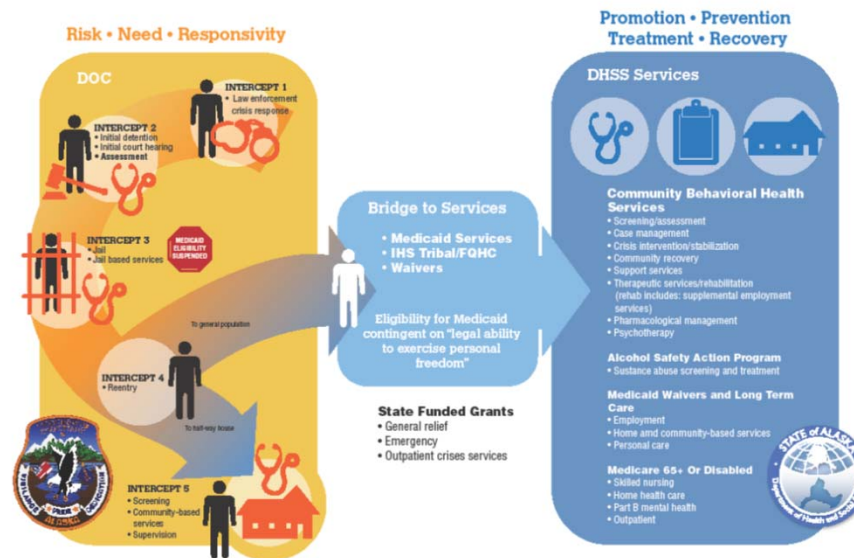 Risk • Need • Responsivity
DOC
INTERCEPT 1
• Law enforcement
crisis response
INTERCEPT 2
• Initial detention
• Initial court hearing
• Assessment
INTERCEPT 3
• Jail
• Jail based services
MEDICAID
ELIGIBILITY
SUSPENDED
To general population
INTERCEPT 4
• Reentry
To half-way house
INTERCEPT 5
• Screening
• Community-based
services
• Supervision
ALASKA
Bridge to Services
• Medicaid Services
• IHS Tribal/FQHC
• Waivers
Eligibility for Medicaid
contingent on "legal ability
to exercise personal
freedom"
State Funded Grants
• General relief
• Emergency
• Outpatient crises services
Promotion • Prevention
Treatment • Recovery
DHSS Services
Community Behavioral Health
Services
• Screening/assessment
• Case management
• Crisis intervention/stabilization
• Community recovery
• Support services
• Therapeutic services/rehabilitation
(rehab includes: supplemental employment
services)
• Pharmacological management
• Psychotherapy
Alcohol Safety Action Program
• Sustance abuse screening and treatment
Medicaid Waivers and Long Term
Care
• Employment
• Home amd community-based services
• Personal care
Medicare 65+ Or Disabled
• Skilled nursing
• Home health care
• Part B mental health
• Outpatient
STATE of ALASKA
Department of Health and Social